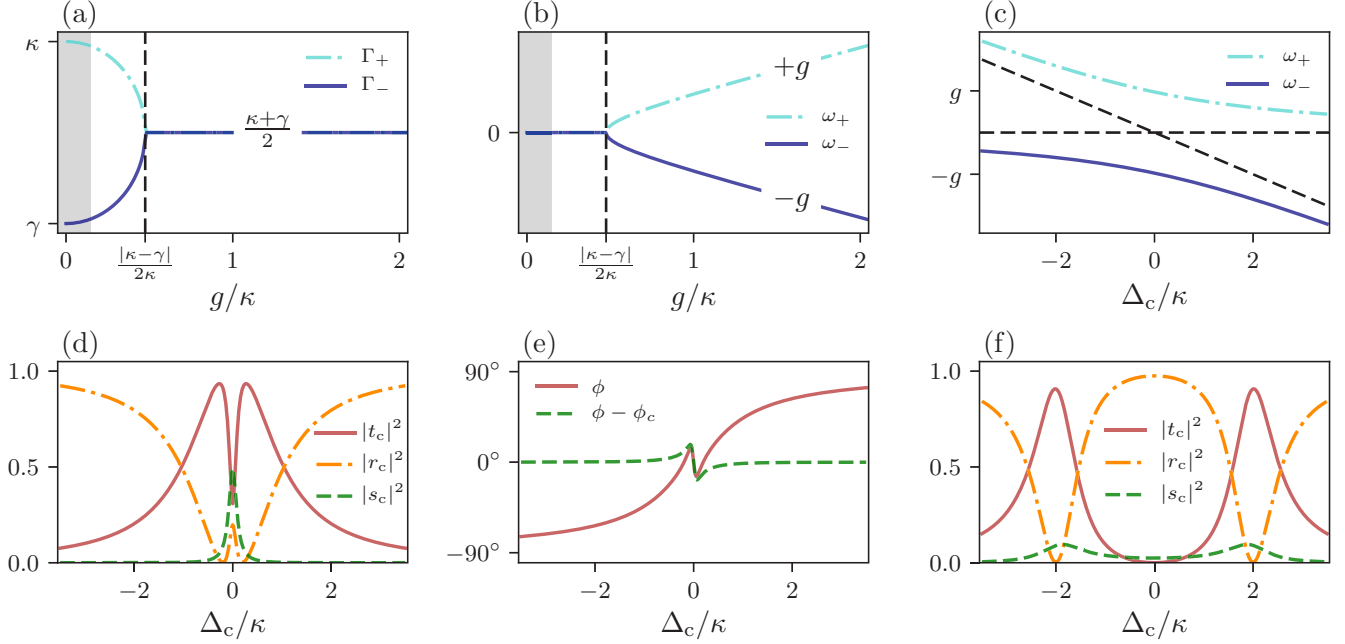 (a)
κ
γ
Γ₊
Γ₋
κ+γ
2
0
|κ−γ|
2κ
1
2
g/κ
(b)
0
+g
−g
ω₊
ω₋
0
|κ−γ|
2κ
1
2
g/κ
(c)
g
−g
ω₊
ω₋
−2
0
2
Δc/κ
(d)
1.0
0.5
0.0
|tc|²
|rc|²
|sc|²
−2
0
2
Δc/κ
(e)
90°
0°
−90°
ϕ
ϕ − ϕc
−2
0
2
Δc/κ
(f)
1.0
0.5
0.0
|tc|²
|rc|²
|sc|²
−2
0
2
Δc/κ